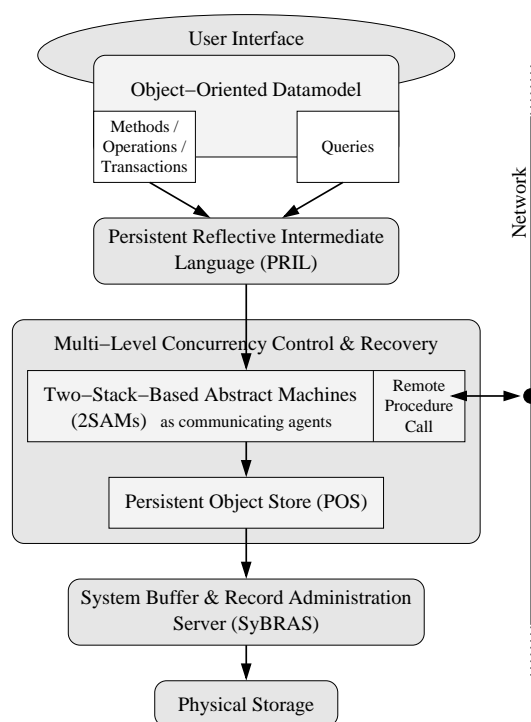 User Interface
Object−Oriented Datamodel
Methods /
Operations /
Transactions
Queries
Network
Persistent Reflective Intermediate
Language (PRIL)
Multi−Level Concurrency Control & Recovery
Two−Stack−Based Abstract Machines
(2SAMs) as communicating agents
Remote
Procedure
Call
Persistent Object Store (POS)
System Buffer & Record Administration
Server (SyBRAS)
Physical Storage